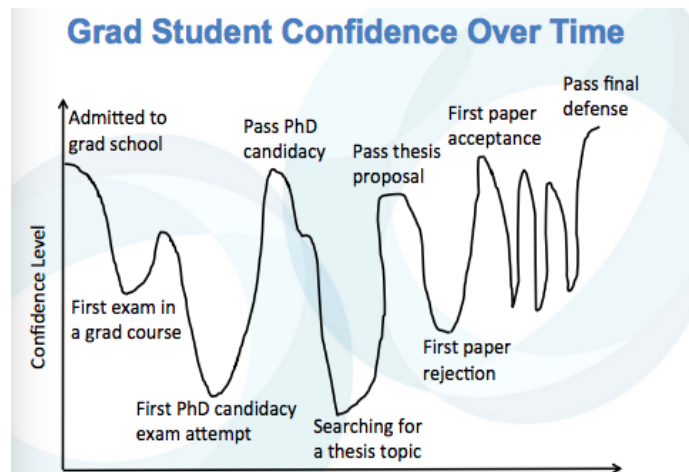 Grad Student Confidence Over Time
Admitted to
grad school
First exam in
a grad course
First PhD candidacy
exam attempt
Pass PhD
candidacy
Searching for
a thesis topic
Pass thesis
proposal
First paper
rejection
First paper
acceptance
Pass final
defense
Confidence Level